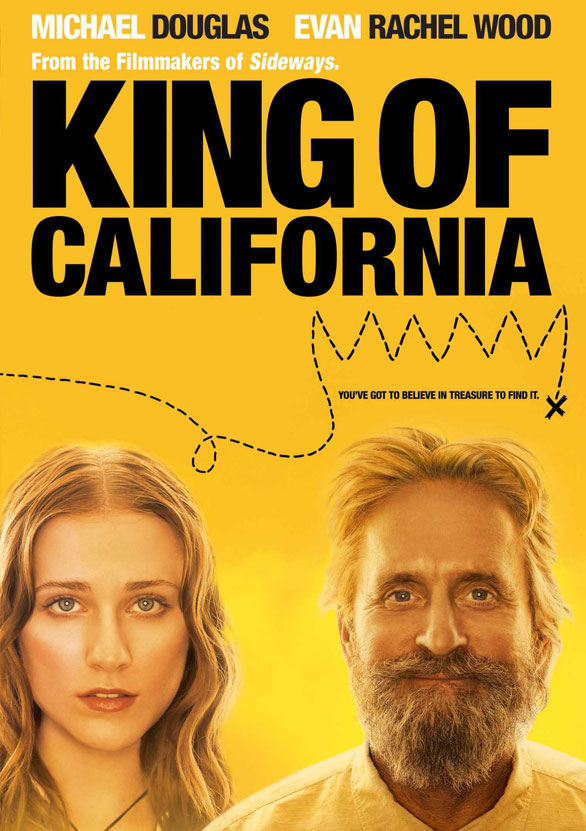 MICHAEL DOUGLAS EVAN RACHEL WOOD
From the Filmmakers of Sideways.
KING OF
CALIFORNIA
YOU'VE GOT TO BELIEVE IN TREASURE TO FIND IT.